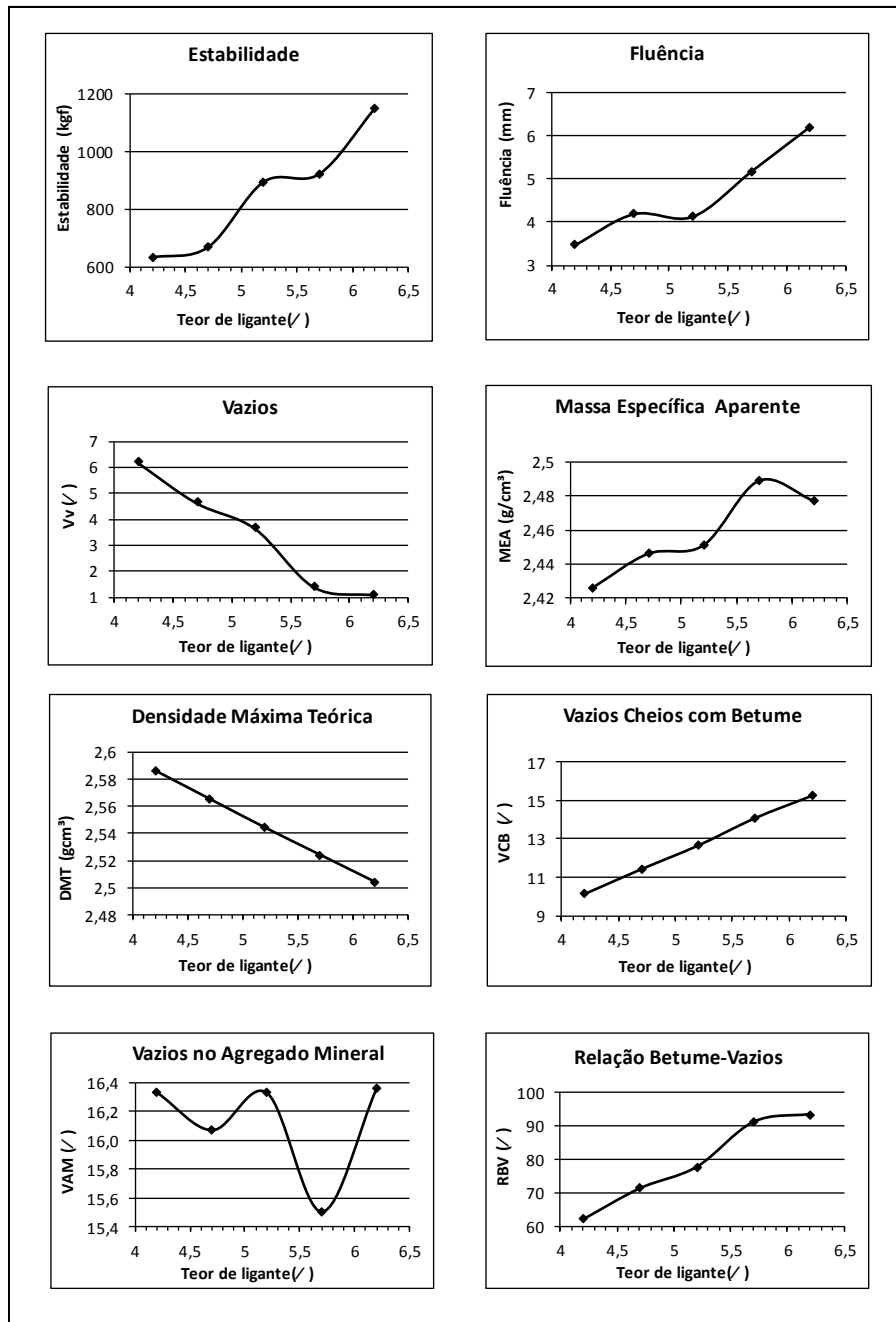 Estabilidade
Estabilidade (kgf)
1200
1000
800
600
4 4,5 5 5,5 6 6,5
Teor de ligante(∕ )
Fluência
Fluência (mm)
7
6
5
4
3
4 4,5 5 5,5 6 6,5
Teor de ligante(∕ )
Vazios
Vv (∕ )
7
6
5
4
3
2
1
4 4,5 5 5,5 6 6,5
Teor de ligante(∕ )
Massa Específica Aparente
MEA (g/cm³)
2,5
2,48
2,46
2,44
2,42
4 4,5 5 5,5 6 6,5
Teor de ligante(∕ )
Densidade Máxima Teórica
DMT (gcm³)
2,6
2,58
2,56
2,54
2,52
2,5
2,48
4 4,5 5 5,5 6 6,5
Teor de ligante(∕ )
Vazios Cheios com Betume
VCB (∕ )
17
15
13
11
9
4 4,5 5 5,5 6 6,5
Teor de ligante(∕ )
Vazios no Agregado Mineral
VAM (∕ )
16,4
16,2
16,0
15,8
15,6
15,4
4 4,5 5 5,5 6 6,5
Teor de ligante(∕ )
Relação Betume-Vazios
RBV (∕ )
100
90
80
70
60
4 4,5 5 5,5 6 6,5
Teor de ligante(∕ )